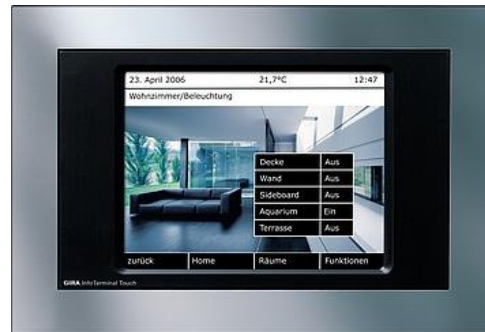 23. April 2006 21,7°C 12:47
Wohnzimmer/Beleuchtung
Decke Aus
Wand Aus
Sideboard Aus
Aquarium Ein
Terrasse Aus
zurück Home Räume Funktionen
GIRA InfoTerminal Touch